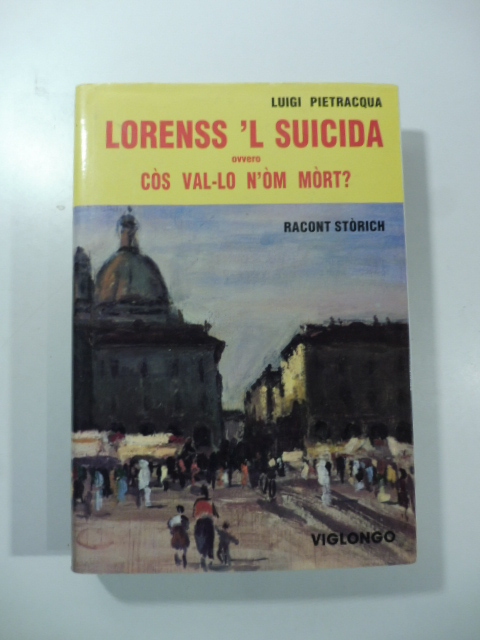 LUIGI PIETRACQUA
LORENSS 'L SUICIDA
ovvero
CÒS VAL-LO N'ÒM MÒRT?
RACONT STÒRICH
VIGLONGO